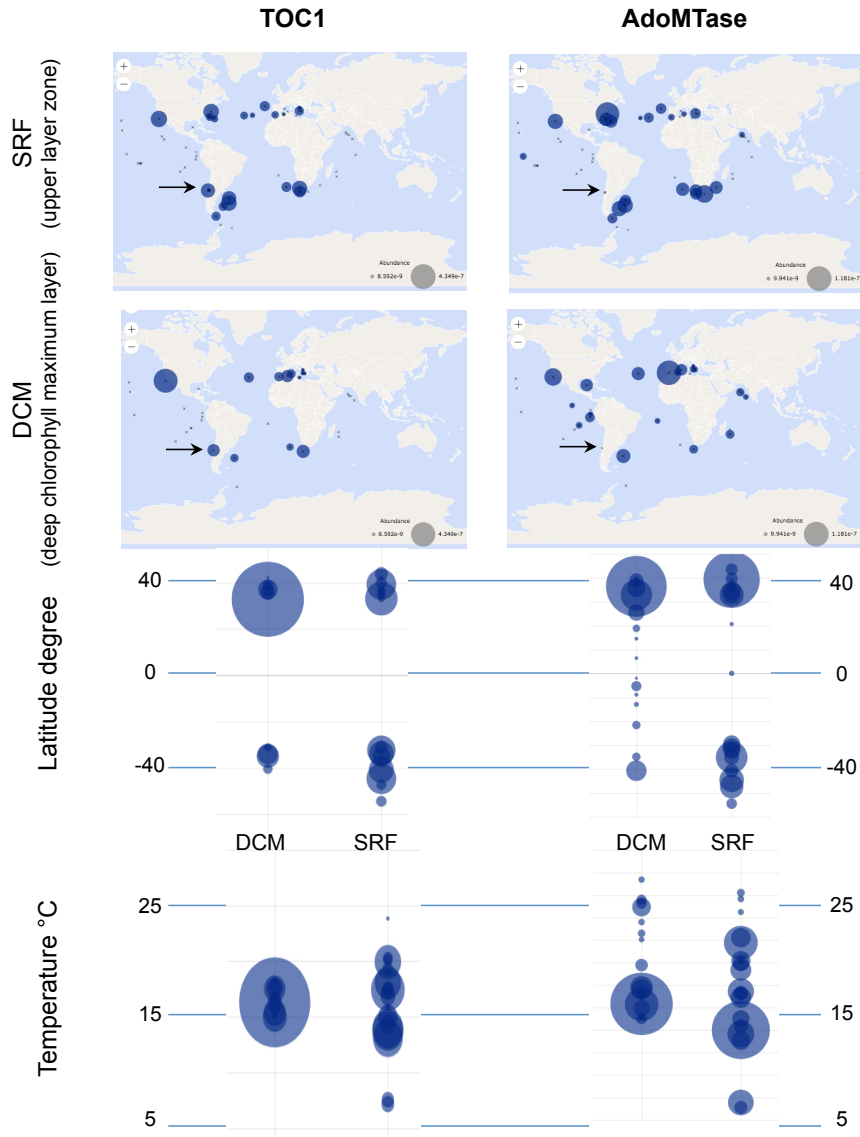 TOC1
AdoMTase
SRF
(upper layer zone)
+
−
Abundance
8.592e-9
4.349e-7
+
−
Abundance
9.941e-9
1.181e-7
DCM
(deep chlorophyll maximum layer)
+
−
Abundance
8.592e-9
4.349e-7
+
−
Abundance
9.941e-9
1.181e-7
Latitude degree
40
0
-40
40
0
-40
DCM
SRF
DCM
SRF
Temperature °C
25
15
5
25
15
5